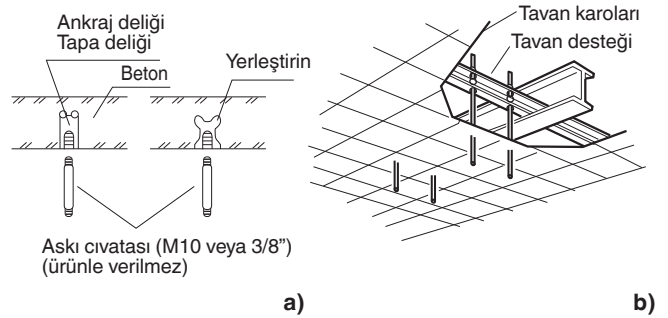 Ankraj deliği
Tapa deliği
Beton
Yerleştirin
Askı cıvatası (M10 veya 3/8”)
(ürünle verilmez)
a)
Tavan karoları
Tavan desteği
b)